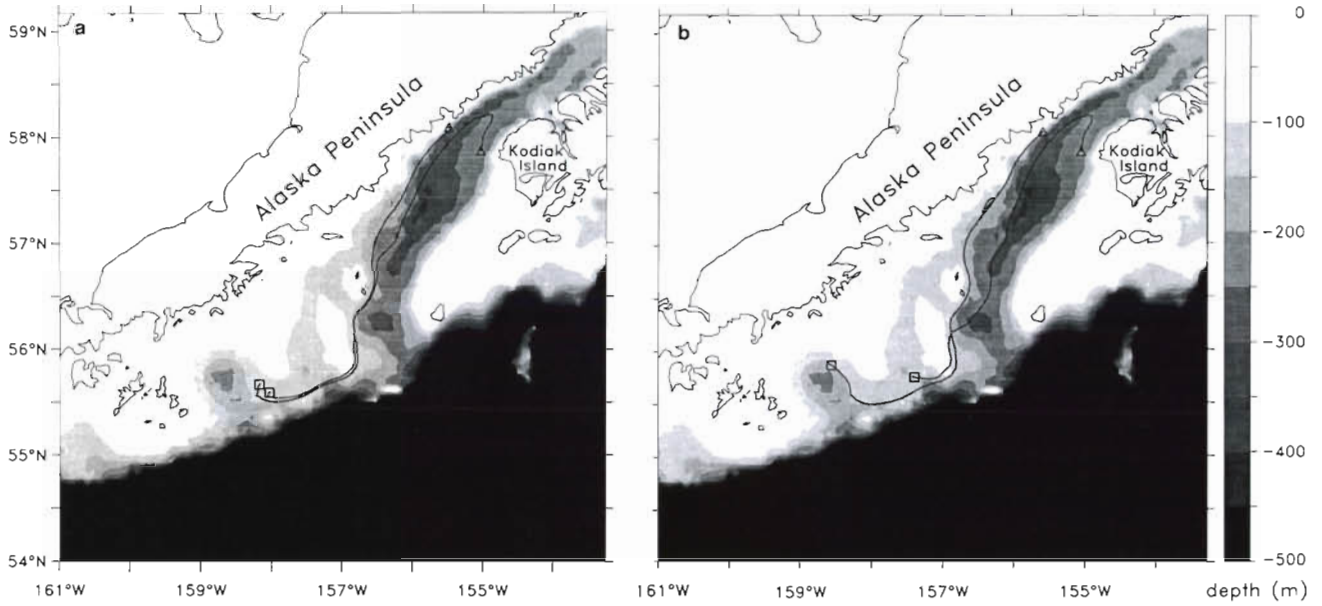 a
59°N
58°N
57°N
56°N
55°N
54°N
161°W
159°W
157°W
155°W
Alaska Peninsula
Kodiak
Island
b
161°W
159°W
157°W
155°W
Alaska Peninsula
Kodiak
Island
0
-100
-200
-300
-400
-500
depth (m)